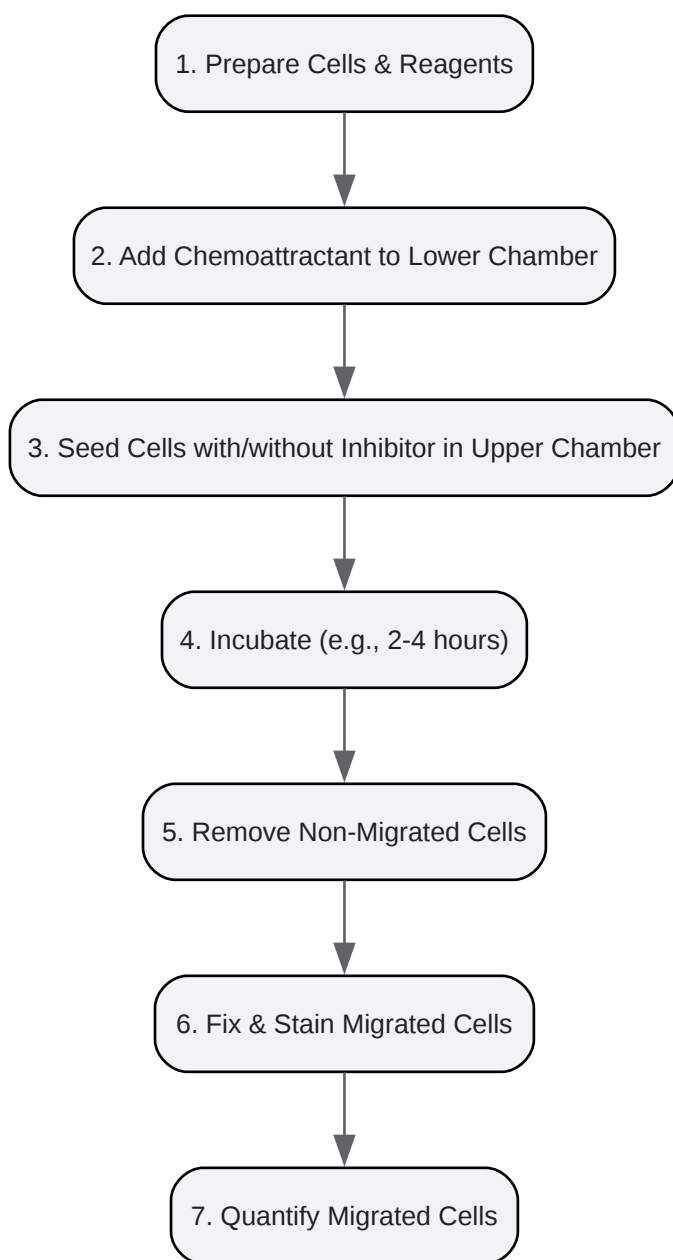 1. Prepare Cells & Reagents
2. Add Chemoattractant to Lower Chamber
3. Seed Cells with/without Inhibitor in Upper Chamber
4. Incubate (e.g., 2-4 hours)
5. Remove Non-Migrated Cells
6. Fix & Stain Migrated Cells
7. Quantify Migrated Cells